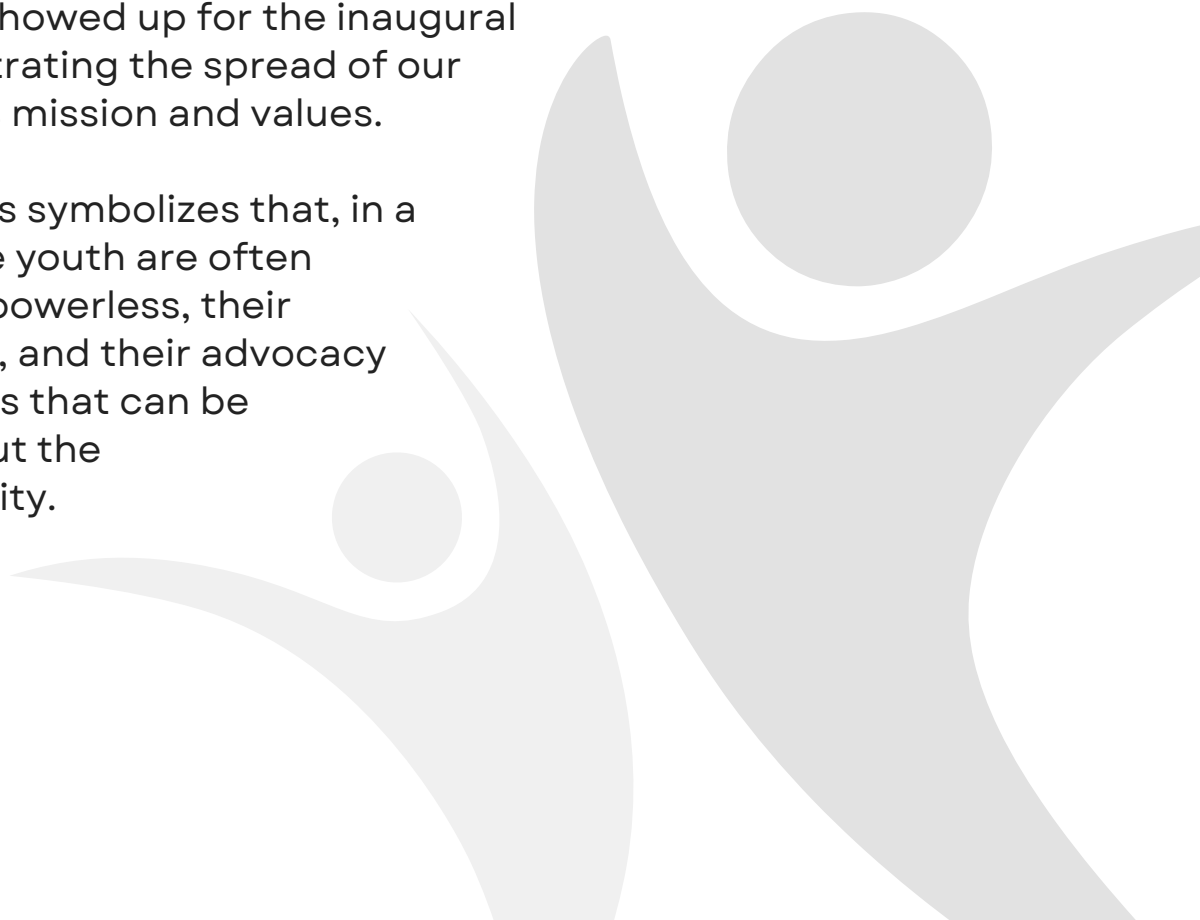 howed up for the inaugural
trating the spread of our
mission and values.
s symbolizes that, in a
e youth are often
powerless, their
, and their advocacy
s that can be
ut the
ity.